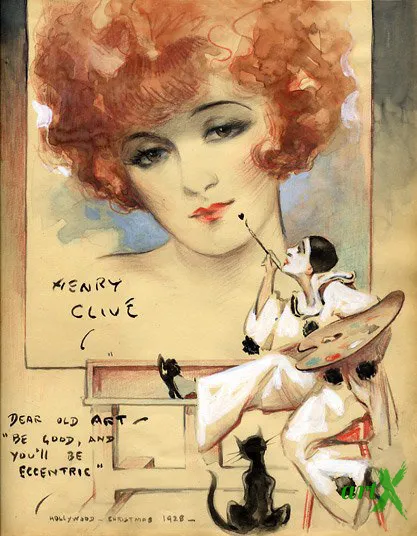 HENRY
CLIVE
DEAR OLD ART —
"BE GOOD, AND
YOU'LL BE
ECCENTRIC"
HOLLYWOOD — CHRISTMAS 1928 —
artX